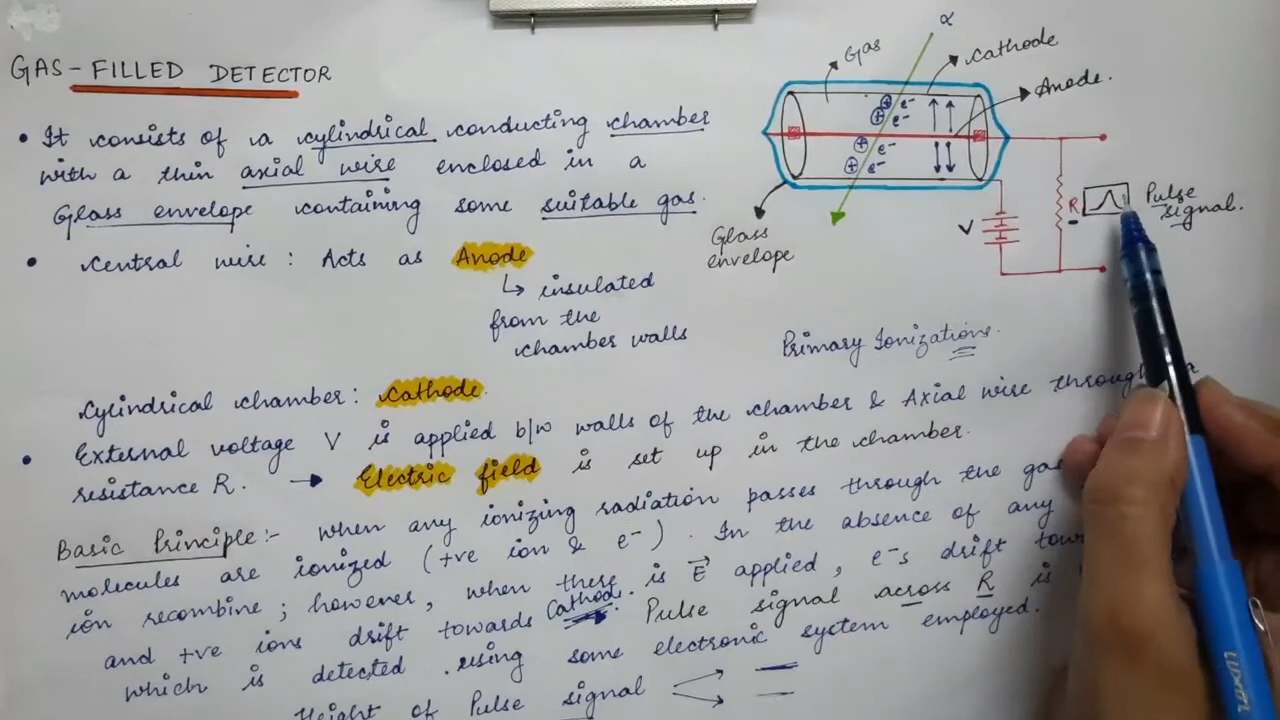 GAS-FILLED DETECTOR
• It consists of a cylindrical conducting chamber
with a thin axial wire enclosed in a
Glass envelope containing some suitable gas.
• Central wire: Acts as Anode
↳ insulated
from the
chamber walls
Cylindrical chamber: Cathode.
• External voltage V is applied b/w walls of the chamber & Axial wire through
resistance R. → Electric field is set up in the chamber.
Basic Principle:- when any ionizing radiation passes through the gas
molecules are ionized (+ve ion & e-). In the absence of any
ion recombine; however, when there is E⃗ applied, e-s drift
and +ve ions drift towards Cathode. Pulse signal across R is
which is detected using some electronic system employed.
Height of Pulse signal
α
Gas
Cathode
Anode.
+ e-
+ e-
+ e-
+ e-
Glass
envelope
V
R
Pulse
signal.
Primary Ionizations.
rexm